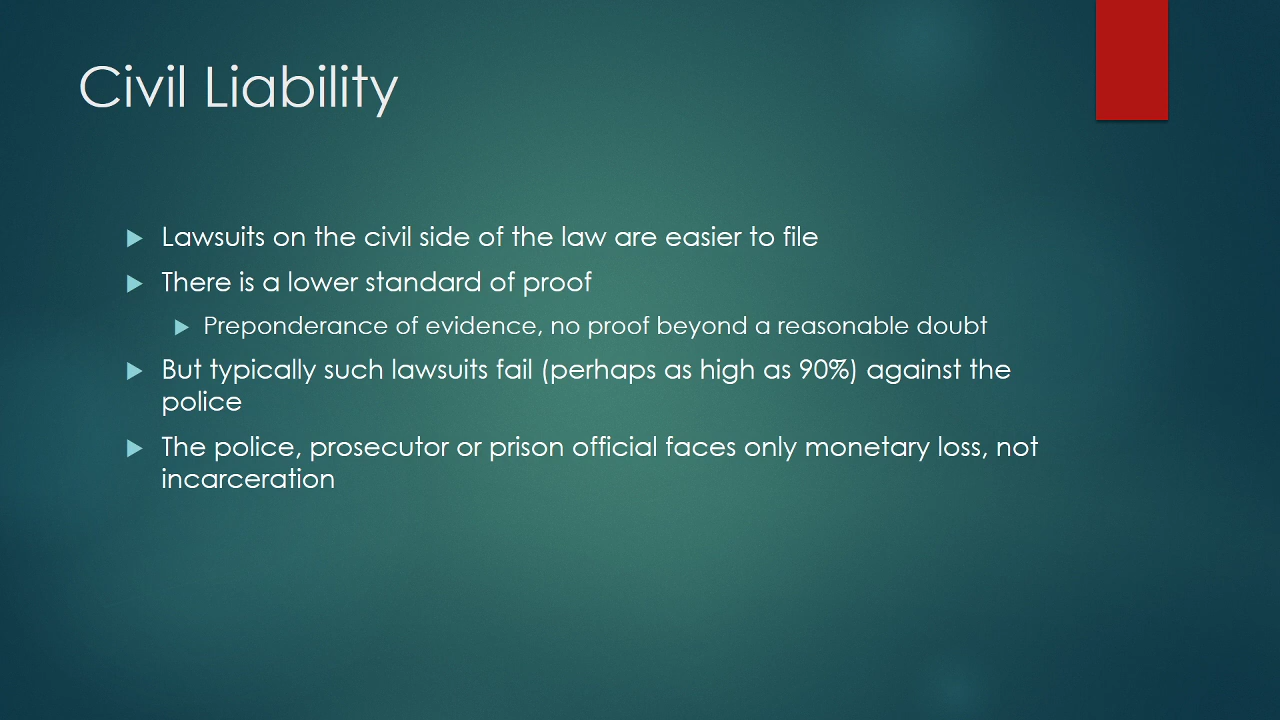 Civil Liability
Lawsuits on the civil side of the law are easier to file
There is a lower standard of proof
Preponderance of evidence, no proof beyond a reasonable doubt
But typically such lawsuits fail (perhaps as high as 90%) against the
police
The police, prosecutor or prison official faces only monetary loss, not
incarceration